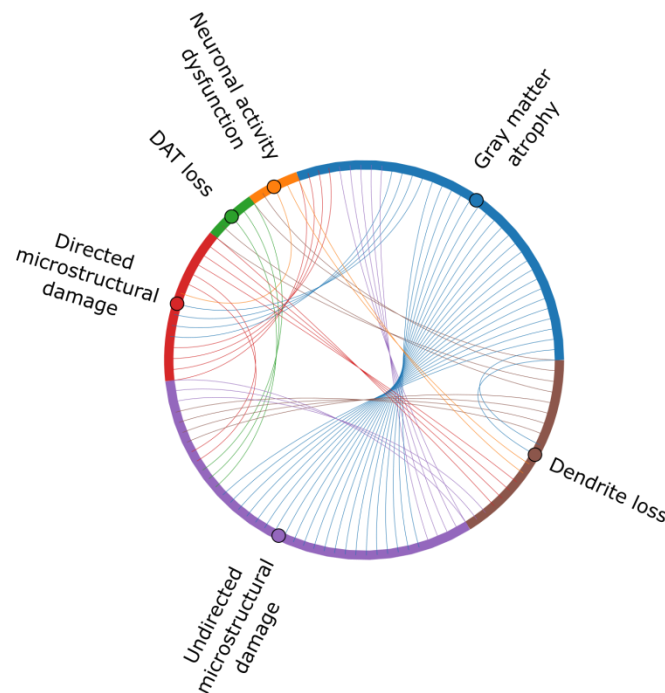 Neuronal activity
dysfunction
Gray matter
atrophy
DAT loss
Directed
microstructural
damage
Dendrite loss
Undirected
microstructural
damage